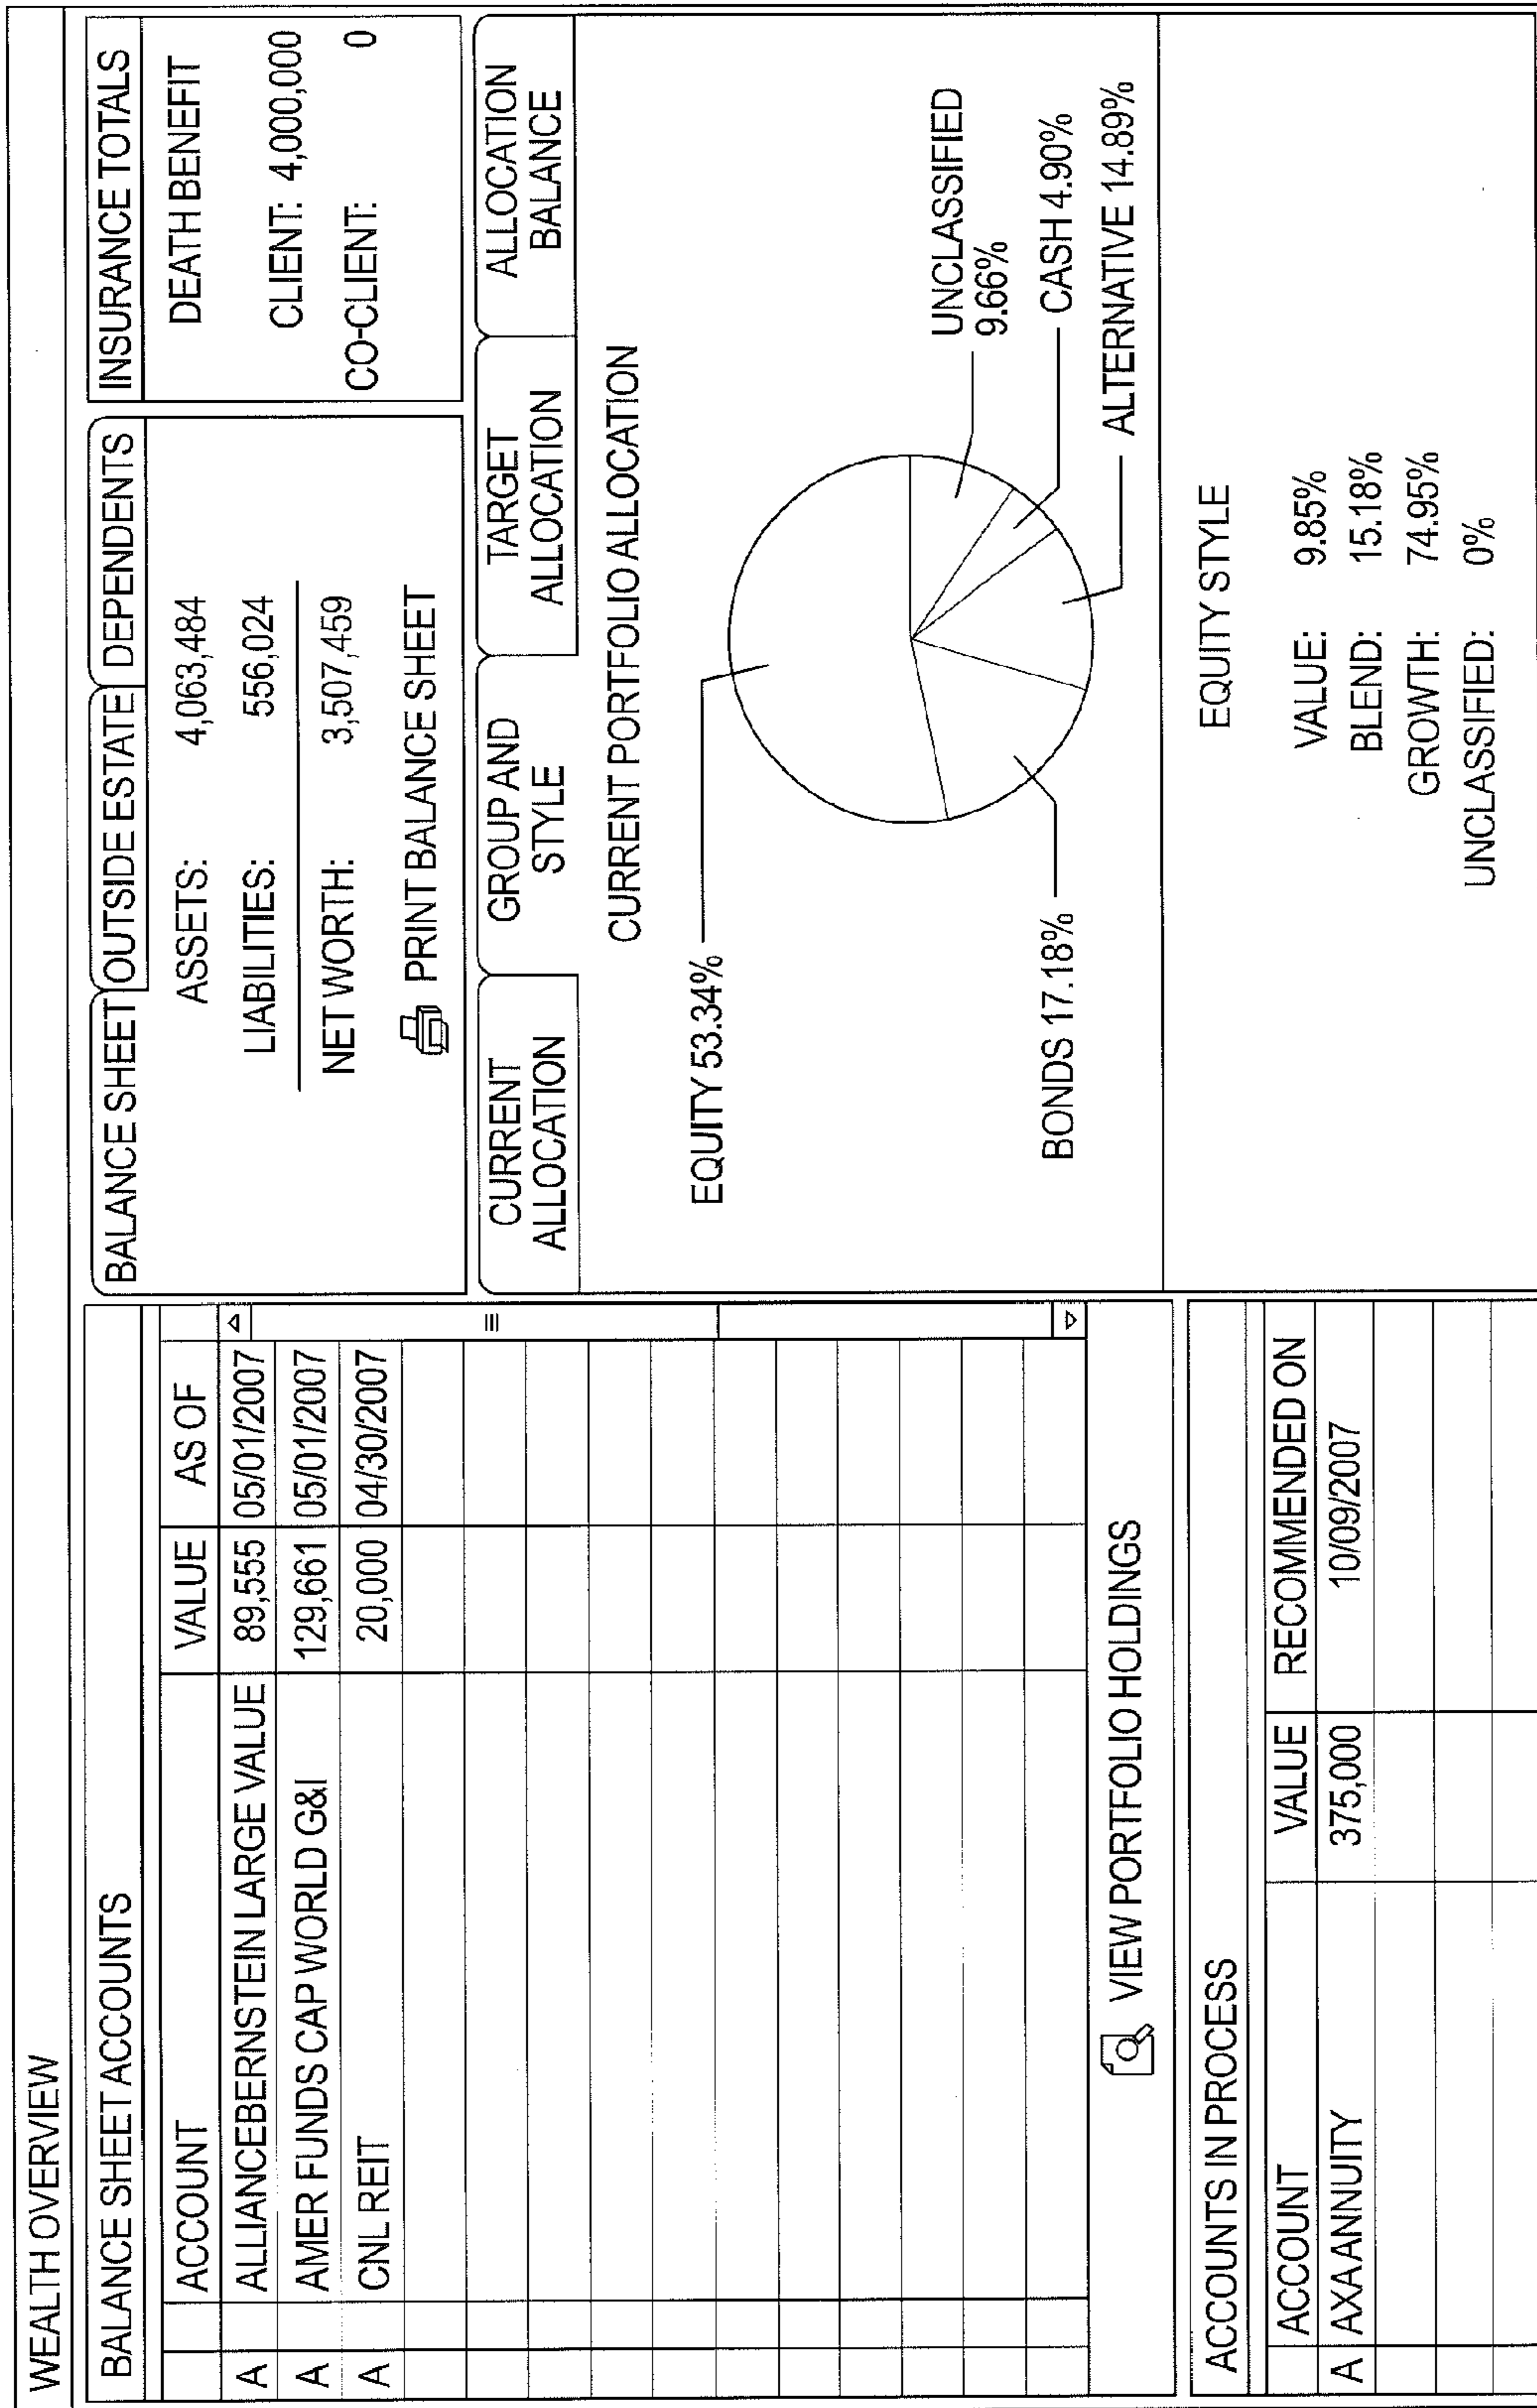 WEALTH OVERVIEW
BALANCE SHEET ACCOUNTS
ACCOUNT VALUE AS OF
A ALLIANCEBERNSTEIN LARGE VALUE 89,555 05/01/2007
A AMER FUNDS CAP WORLD G&I 129,661 05/01/2007
A CNL REIT 20,000 04/30/2007
VIEW PORTFOLIO HOLDINGS
ACCOUNTS IN PROCESS
ACCOUNT VALUE RECOMMENDED ON
A AXA ANNUITY 375,000 10/09/2007
BALANCE SHEET OUTSIDE ESTATE DEPENDENTS
ASSETS: 4,063,484
LIABILITIES: 556,024
NET WORTH: 3,507,459
PRINT BALANCE SHEET
INSURANCE TOTALS
DEATH BENEFIT
CLIENT: 4,000,000
CO-CLIENT: 0
CURRENT
ALLOCATION
GROUP AND
STYLE
TARGET
ALLOCATION
ALLOCATION
BALANCE
CURRENT PORTFOLIO ALLOCATION
EQUITY 53.34%
UNCLASSIFIED
9.66%
CASH 4.90%
BONDS 17.18%
ALTERNATIVE 14.89%
EQUITY STYLE
VALUE: 9.85%
BLEND: 15.18%
GROWTH: 74.95%
UNCLASSIFIED: 0%